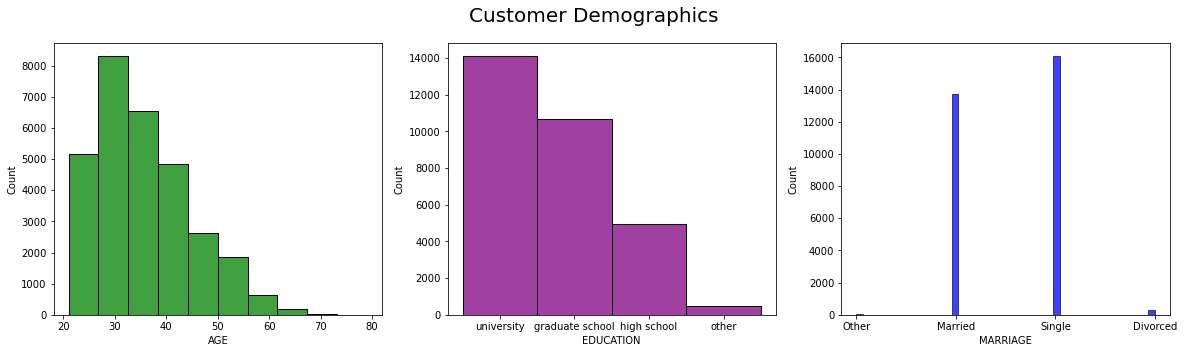 Customer Demographics
8000
7000
6000
5000
4000
3000
2000
1000
0
Count
20 30 40 50 60 70 80
AGE
14000
12000
10000
8000
6000
4000
2000
0
Count
university graduate school high school other
EDUCATION
16000
14000
12000
10000
8000
6000
4000
2000
0
Count
Other Married Single Divorced
MARRIAGE